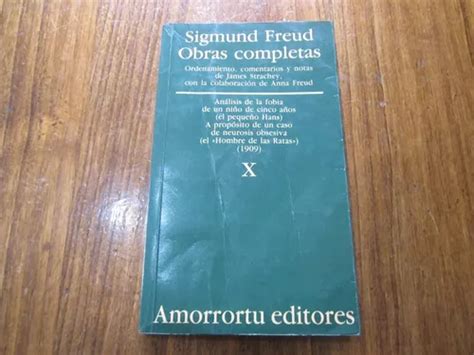 Sigmund Freud
Obras completas
Ordenamiento, comentarios y notas
de James Strachey,
con la colaboración de Anna Freud
Análisis de la fobia
de un niño de cinco años
(el pequeño Hans)
A propósito de un caso
de neurosis obsesiva
(el «Hombre de las Ratas»)
(1909)
X
Amorrortu editores